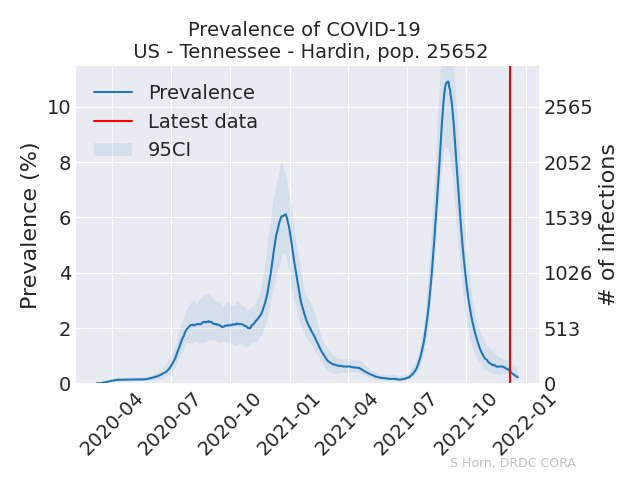 Prevalence of COVID-19
US - Tennessee - Hardin, pop. 25652
Prevalence
Latest data
95CI
Prevalence (%)
10
8
6
4
2
0
2565
2052
1539
1026
513
0
# of infections
2020-04
2020-07
2020-10
2021-01
2021-04
2021-07
2021-10
2022-01
S Horn, DRDC CORA